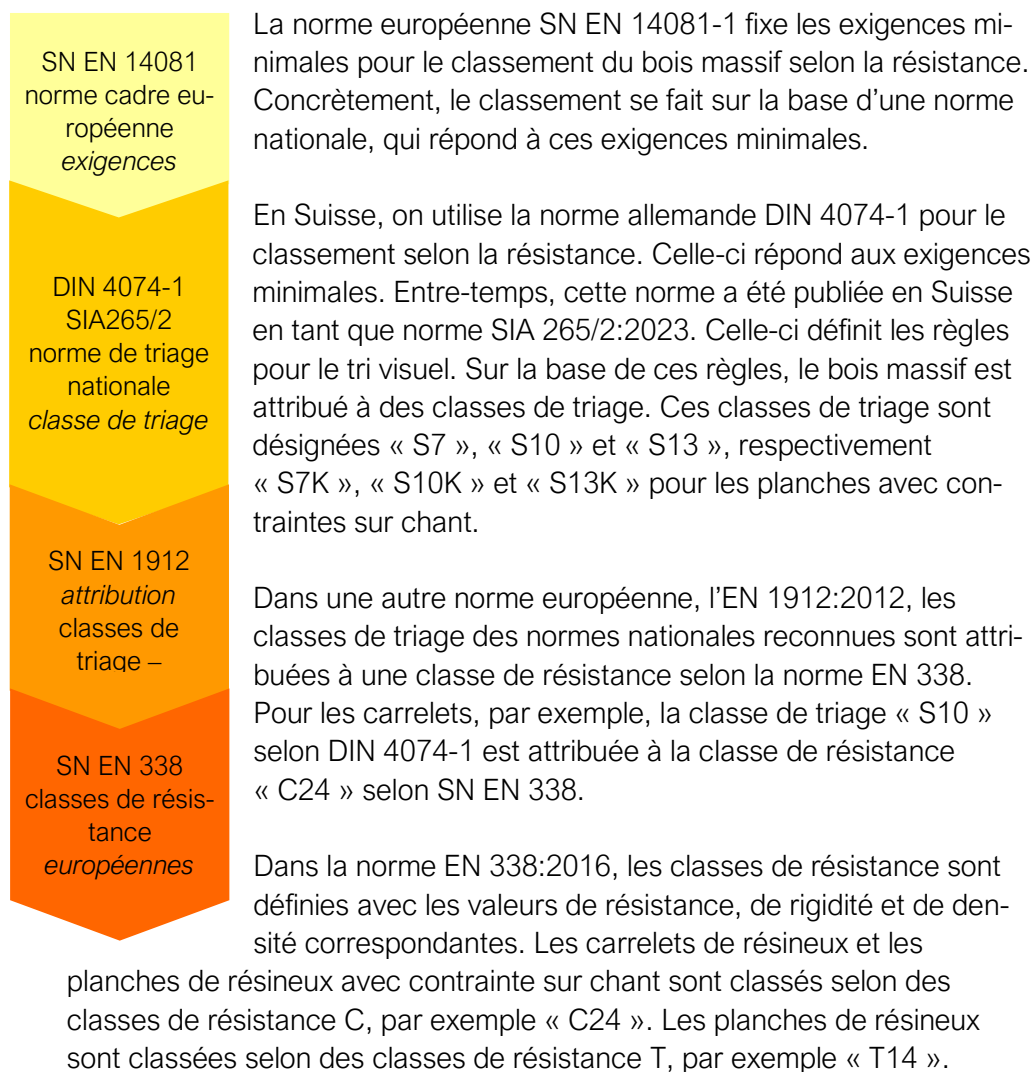 SN EN 14081
norme cadre eu-
ropéenne
exigences
DIN 4074-1
SIA265/2
norme de triage
nationale
classe de triage
SN EN 1912
attribution
classes de
triage –
SN EN 338
classes de résis-
tance
européennes
La norme européenne SN EN 14081-1 fixe les exigences mi-
nimales pour le classement du bois massif selon la résistance.
Concrètement, le classement se fait sur la base d’une norme
nationale, qui répond à ces exigences minimales.
En Suisse, on utilise la norme allemande DIN 4074-1 pour le
classement selon la résistance. Celle-ci répond aux exigences
minimales. Entre-temps, cette norme a été publiée en Suisse
en tant que norme SIA 265/2:2023. Celle-ci définit les règles
pour le tri visuel. Sur la base de ces règles, le bois massif est
attribué à des classes de triage. Ces classes de triage sont
désignées « S7 », « S10 » et « S13 », respectivement
« S7K », « S10K » et « S13K » pour les planches avec con-
traintes sur chant.
Dans une autre norme européenne, l’EN 1912:2012, les
classes de triage des normes nationales reconnues sont attri-
buées à une classe de résistance selon la norme EN 338.
Pour les carrelets, par exemple, la classe de triage « S10 »
selon DIN 4074-1 est attribuée à la classe de résistance
« C24 » selon SN EN 338.
Dans la norme EN 338:2016, les classes de résistance sont
définies avec les valeurs de résistance, de rigidité et de den-
sité correspondantes. Les carrelets de résineux et les
planches de résineux avec contrainte sur chant sont classés selon des
classes de résistance C, par exemple « C24 ». Les planches de résineux
sont classées selon des classes de résistance T, par exemple « T14 ».